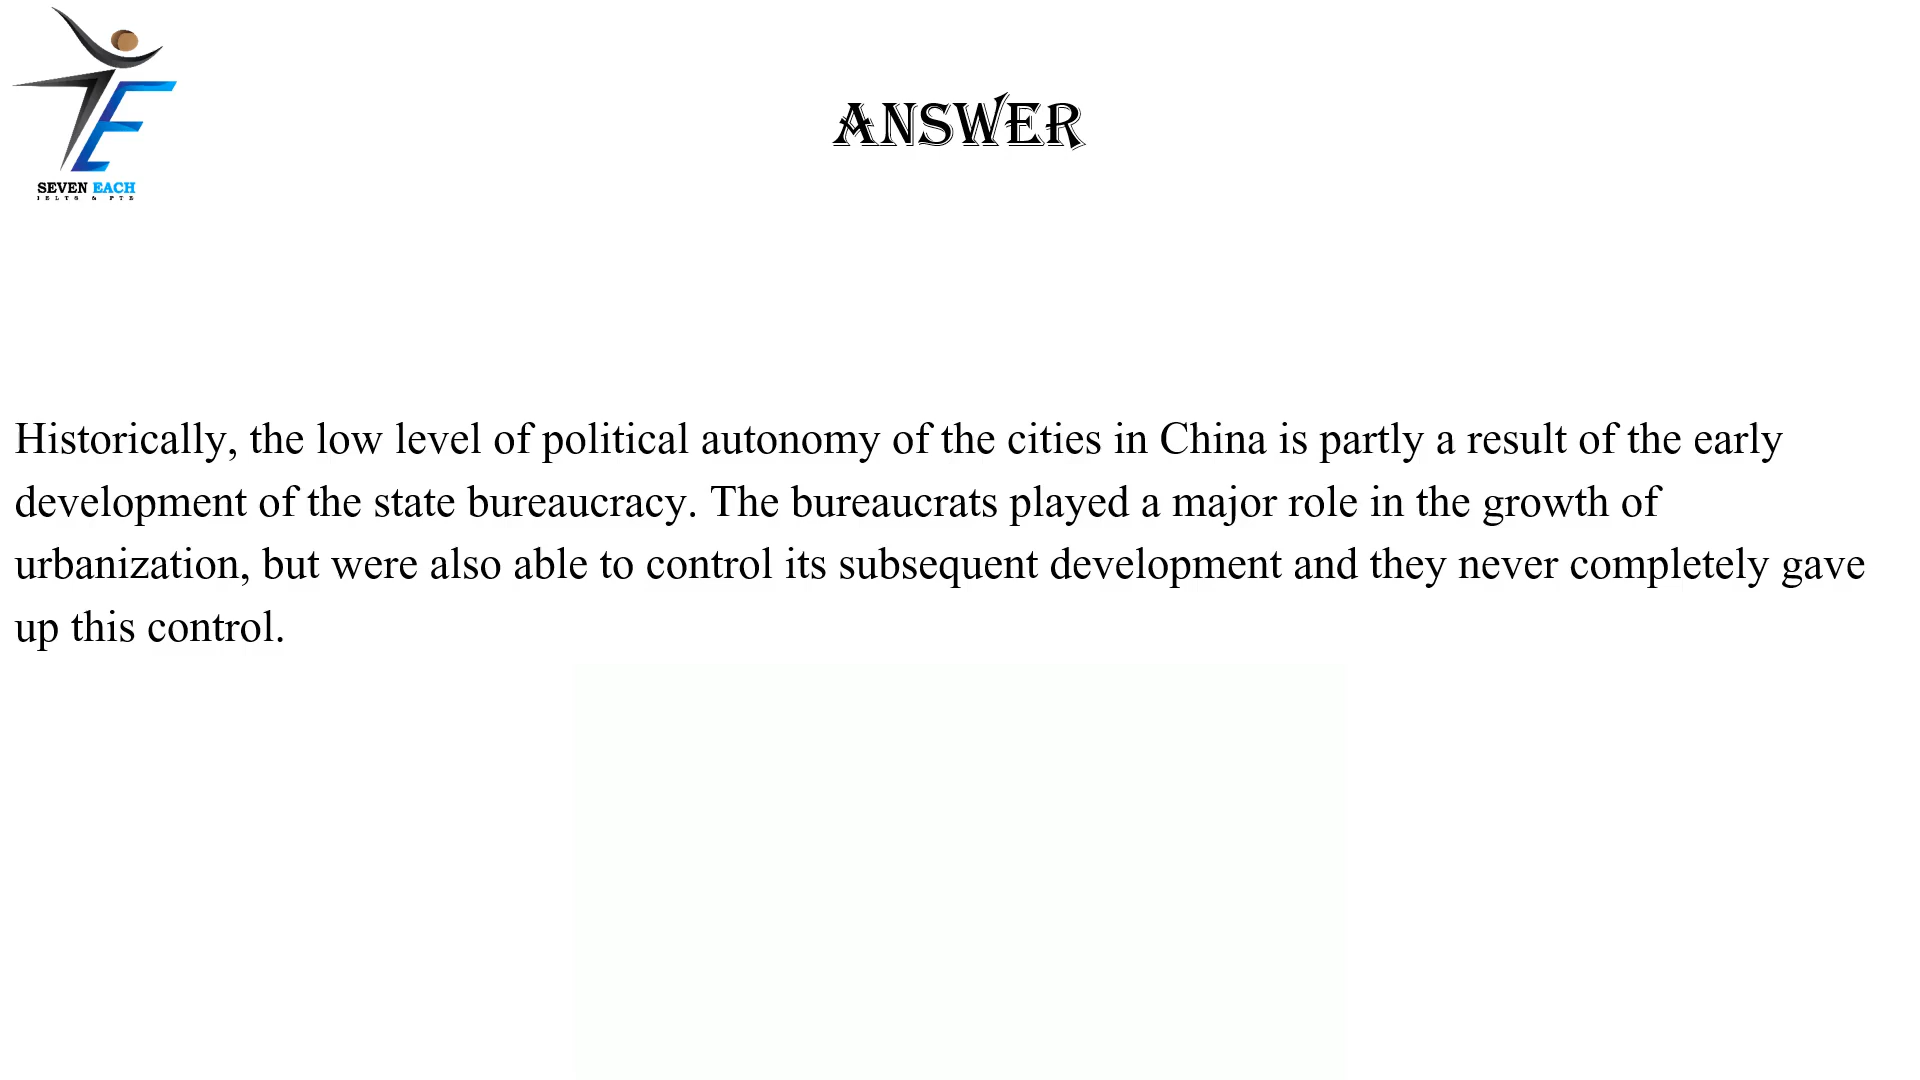 SEVEN EACH
IELTS & PTE
ANSWER
Historically, the low level of political autonomy of the cities in China is partly a result of the early
development of the state bureaucracy. The bureaucrats played a major role in the growth of
urbanization, but were also able to control its subsequent development and they never completely gave
up this control.